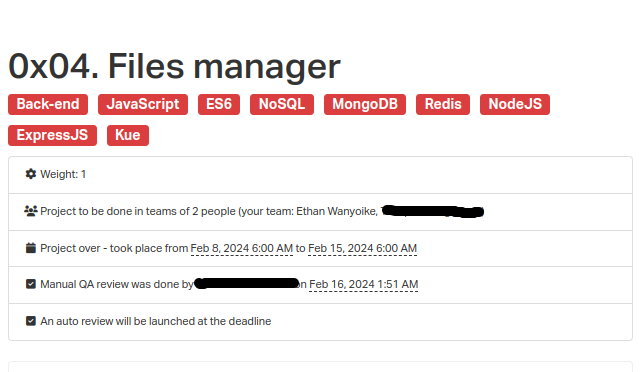 0x04. Files manager
Back-end JavaScript ES6 NoSQL MongoDB Redis NodeJS
ExpressJS Kue
Weight: 1
Project to be done in teams of 2 people (your team: Ethan Wanyoike,
Project over - took place from Feb 8, 2024 6:00 AM to Feb 15, 2024 6:00 AM
Manual QA review was done by on Feb 16, 2024 1:51 AM
An auto review will be launched at the deadline